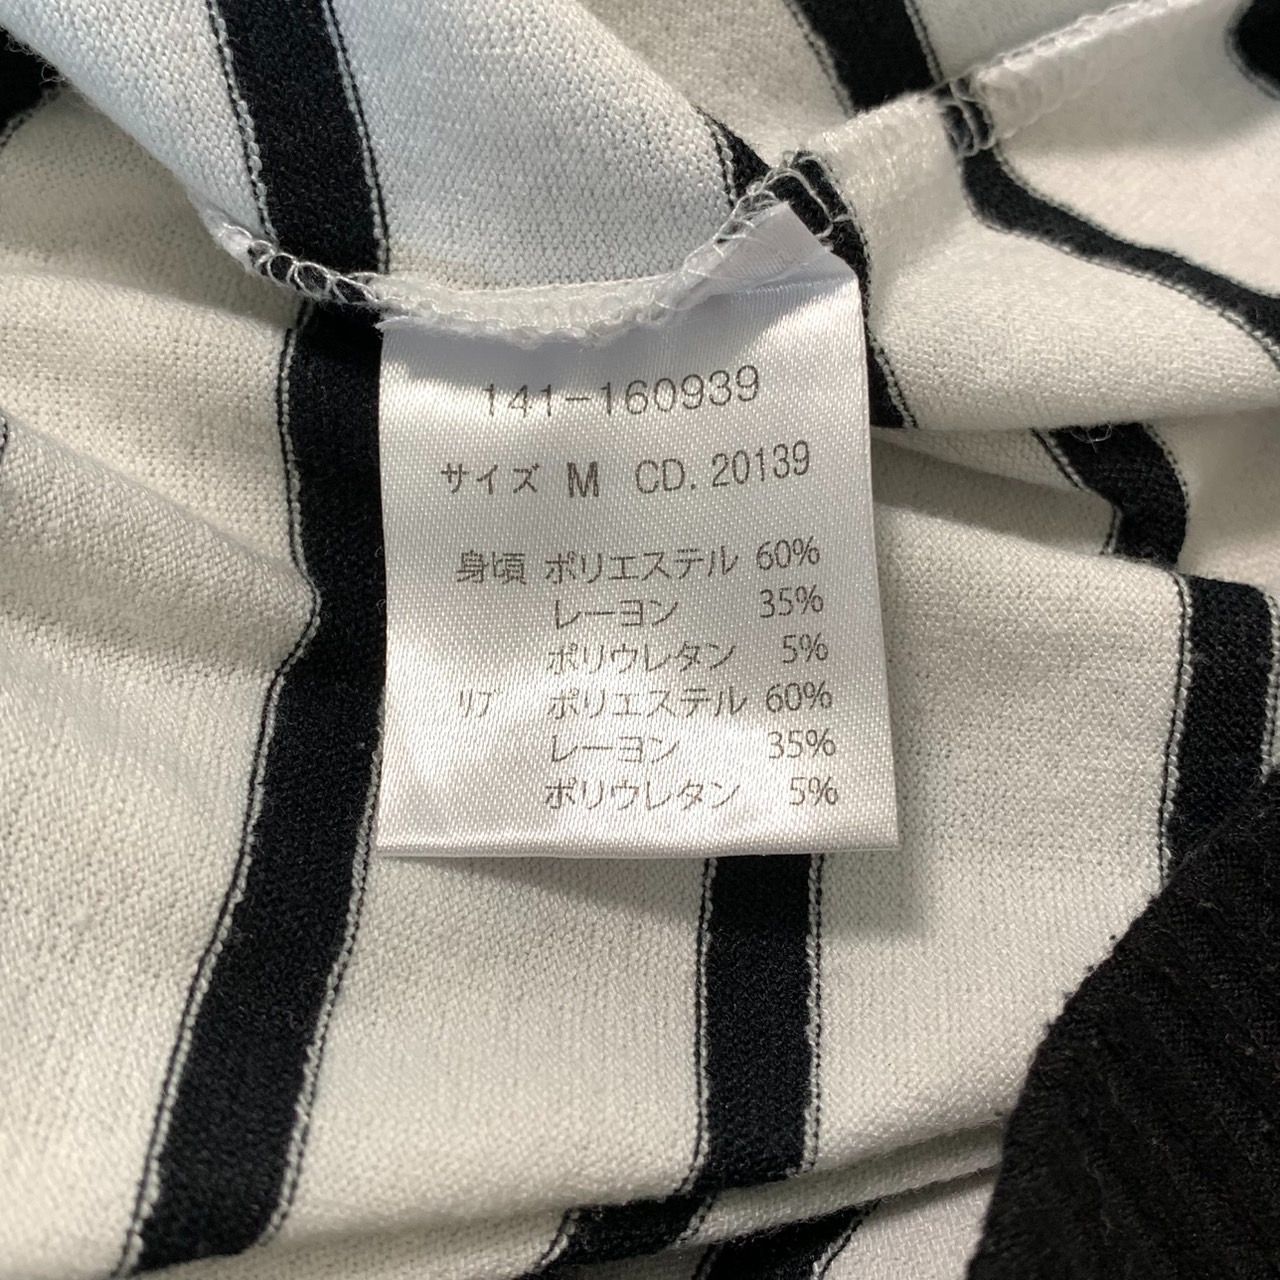 141-160939
サイズ M CD. 20139
身頃 ポリエステル 60%
レーヨン 35%
ポリウレタン 5%
リブ ポリエステル 60%
レーヨン 35%
ポリウレタン 5%